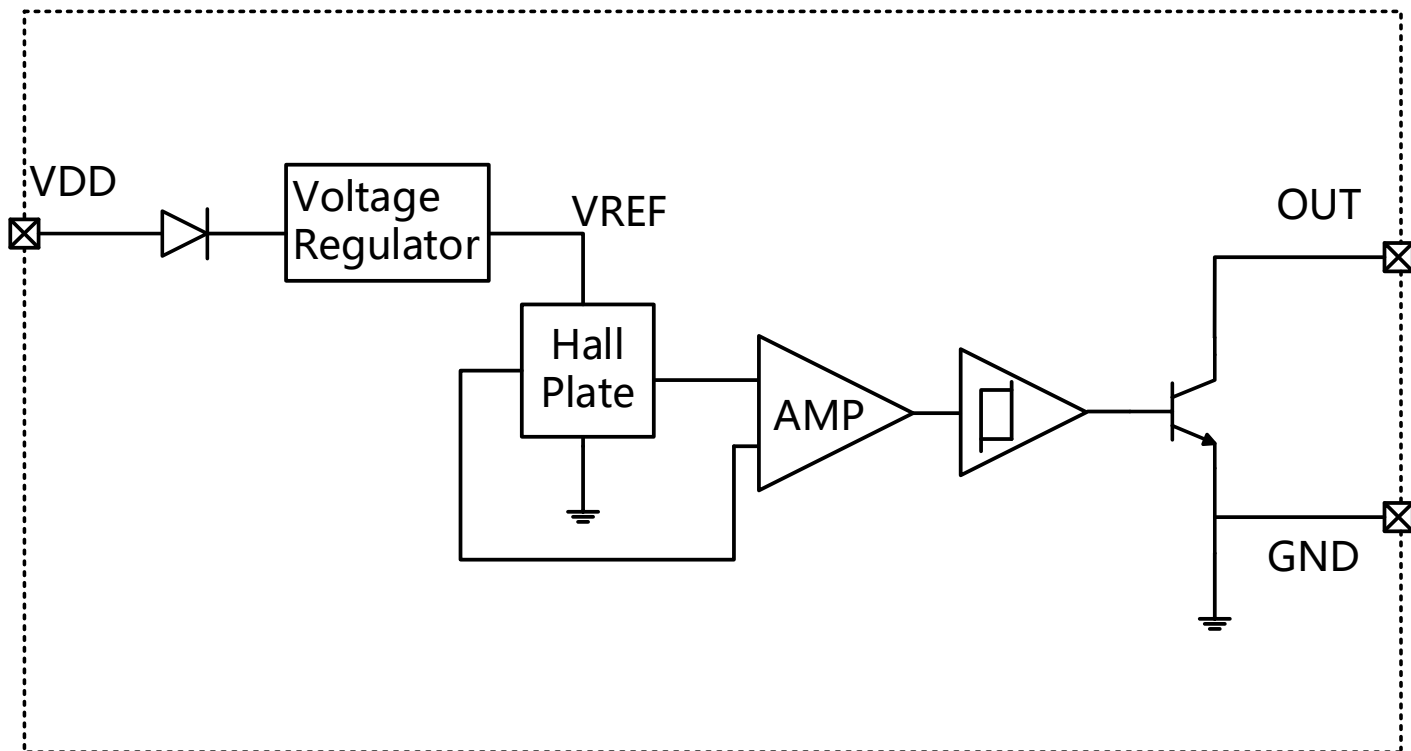 VDD
Voltage
Regulator
VREF
OUT
Hall
Plate
AMP
GND